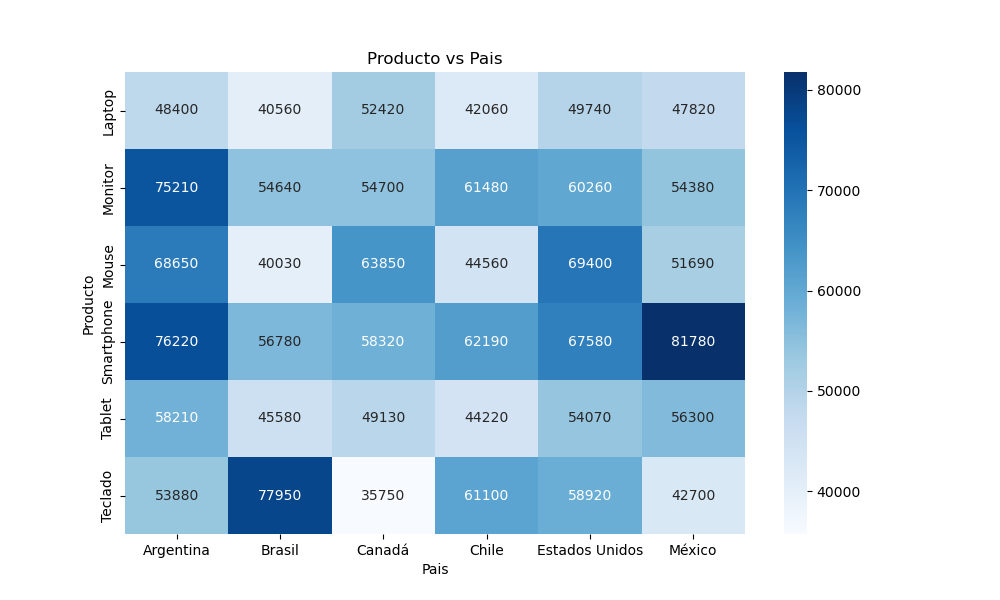 Producto vs Pais
Producto
Laptop 48400 40560 52420 42060 49740 47820
Monitor 75210 54640 54700 61480 60260 54380
Mouse 68650 40030 63850 44560 69400 51690
Smartphone 76220 56780 58320 62190 67580 81780
Tablet 58210 45580 49130 44220 54070 56300
Teclado 53880 77950 35750 61100 58920 42700
Argentina Brasil Canadá Chile Estados Unidos México
Pais
80000
70000
60000
50000
40000